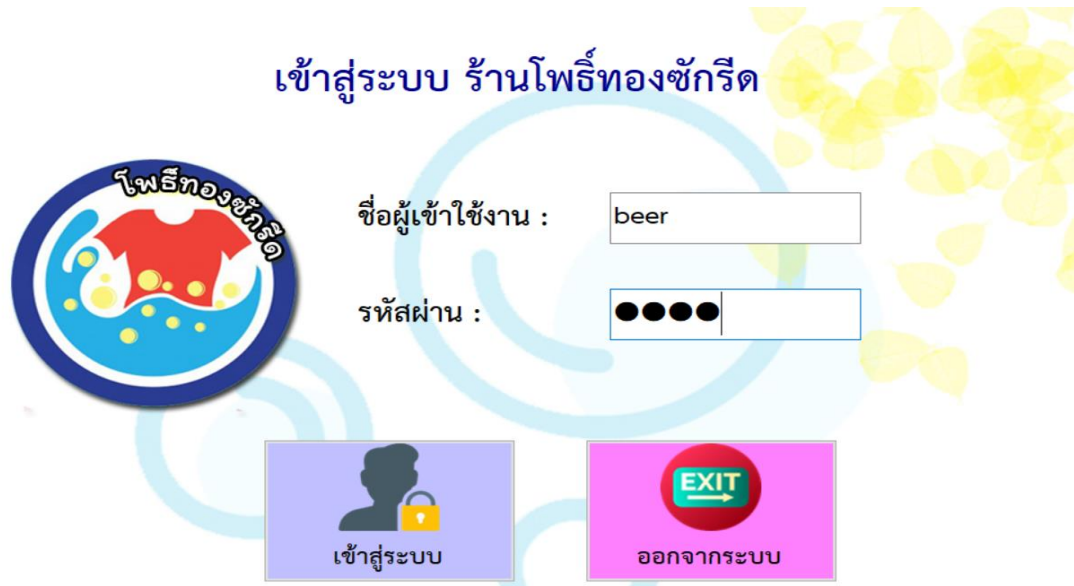 เข้าสู่ระบบ ร้านโพธิ์ทองซักรีด
โพธิ์ทองซักรีด
ชื่อผู้เข้าใช้งาน : beer
รหัสผ่าน : ●●●●
EXIT
เข้าสู่ระบบ ออกจากระบบ